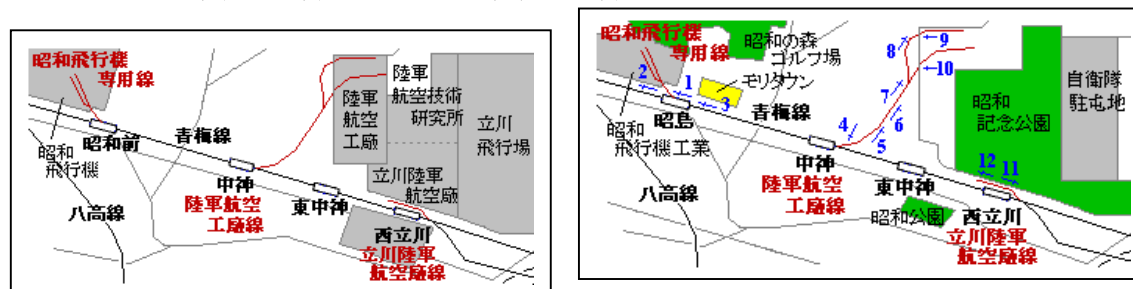 昭和飛行機
専用線
昭和
飛行機
昭和前
八高線
青梅線
中神
陸軍航空
工廠線
東中神
陸軍
航空
工廠
陸軍
航空技術
研究所
立川
飛行場
立川陸軍
航空廠
西立川
立川陸軍
航空廠線
昭和飛行機
専用線
昭和の森
ゴルフ場
モリタウン
2
1
3
昭島
昭和
飛行機工業
八高線
青梅線
4
5
6
7
8
9
10
中神
陸軍航空
工廠線
東中神
昭和公園
昭和
記念公園
自衛隊
駐屯地
12
11
西立川
立川陸軍
航空廠線